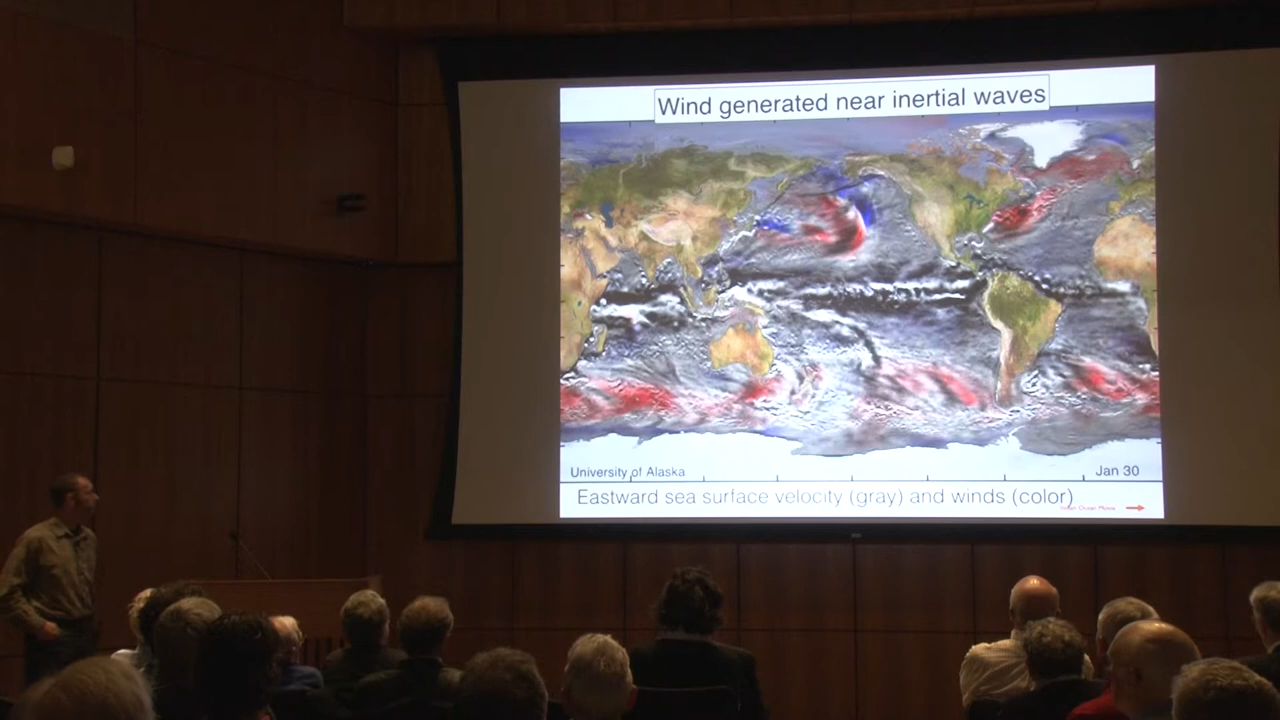 Wind generated near inertial waves
University of Alaska
Jan 30
Eastward sea surface velocity (gray) and winds (color)